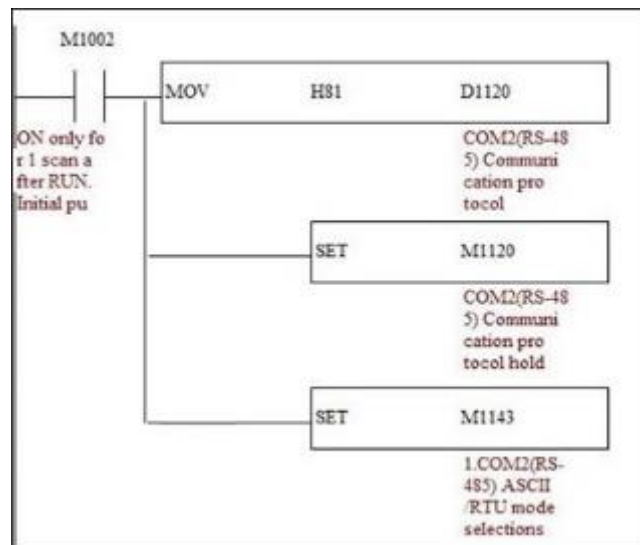 M1002
MOV H81 D1120
ON only fo
r 1 scan a
fter RUN.
Initial pu
COM2(RS-48
5) Communi
cation pro
tocol
SET M1120
COM2(RS-48
5) Communi
cation pro
tocol hold
SET M1143
1.COM2(RS-
485) ASCII
/RTU mode
selections